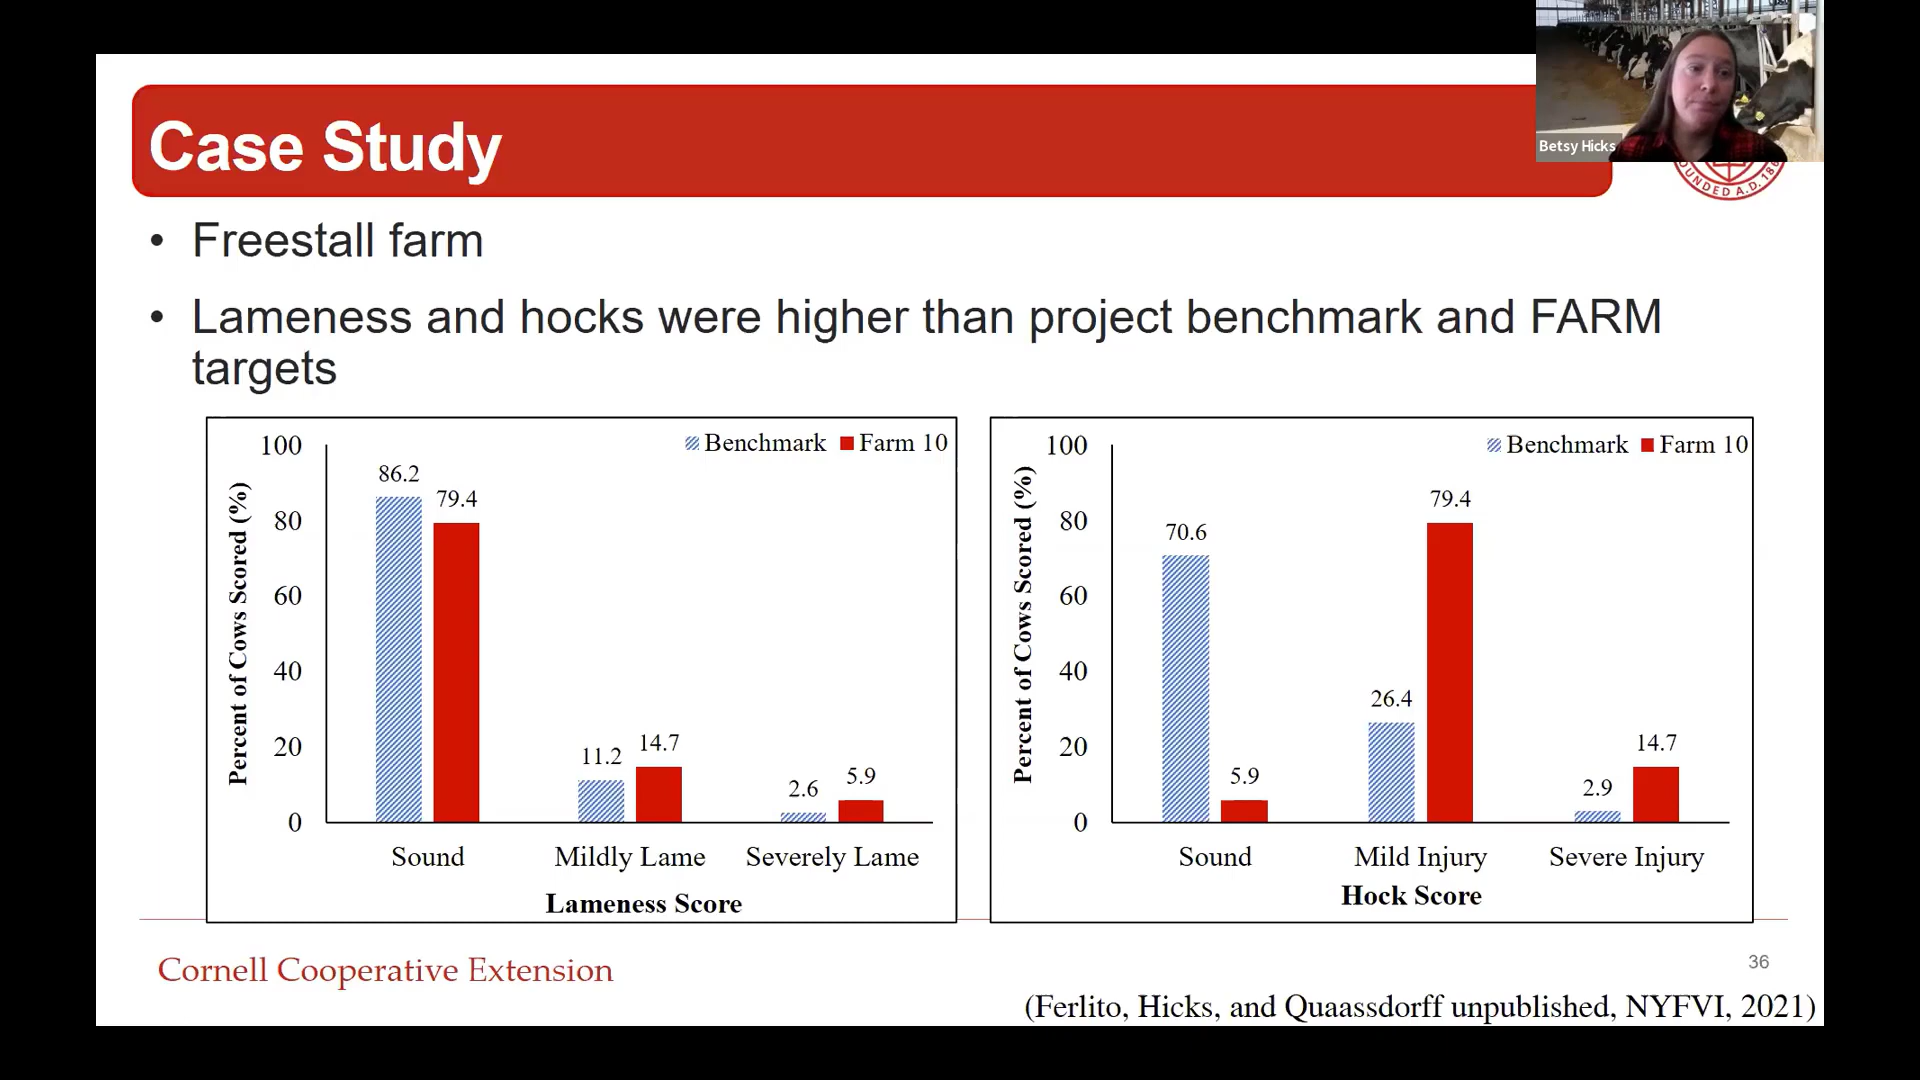 Case Study
Betsy Hicks
OUNDED A.D. 186
• Freestall farm
• Lameness and hocks were higher than project benchmark and FARM
targets
Benchmark Farm 10
Percent of Cows Scored (%)
100
80
60
40
20
0
86.2
79.4
11.2
14.7
2.6
5.9
Sound Mildly Lame Severely Lame
Lameness Score
Benchmark Farm 10
Percent of Cows Scored (%)
100
80
60
40
20
0
70.6
5.9
26.4
79.4
2.9
14.7
Sound Mild Injury Severe Injury
Hock Score
Cornell Cooperative Extension
36
(Ferlito, Hicks, and Quaassdorff unpublished, NYFVI, 2021)